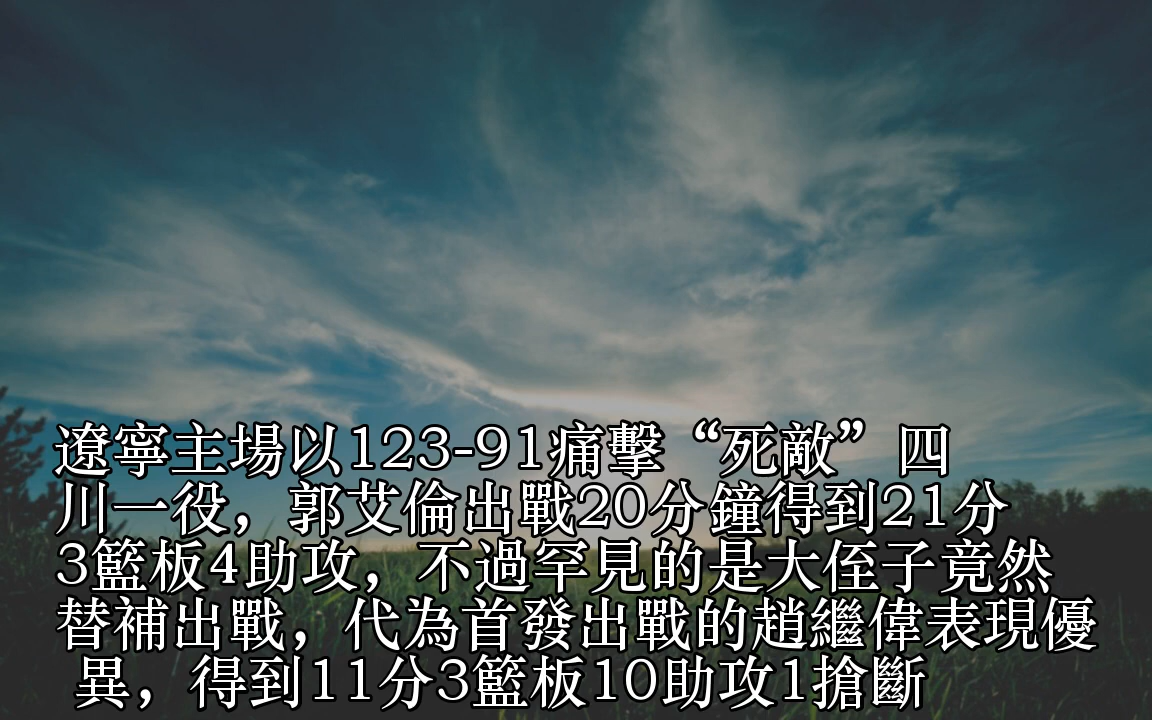 遼寧主場以123-91痛擊“死敵”四
川一役，郭艾倫出戰20分鐘得到21分
3籃板4助攻，不過罕見的是大侄子竟然
替補出戰，代為首發出戰的趙繼偉表現優
異，得到11分3籃板10助攻1搶斷